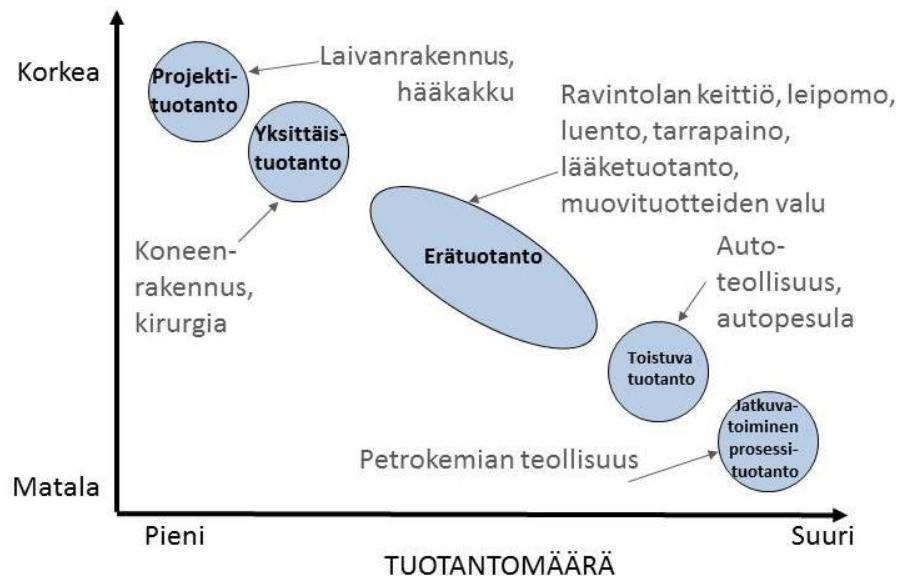 Korkea
Projekti-
tuotanto
Laivanrakennus,
hääkakku
Yksittäis-
tuotanto
Ravintolan keittiö, leipomo,
luento, tarrapaino,
lääketuotanto,
muovituotteiden valu
Koneen-
rakennus,
kirurgia
Erätuotanto
Auto-
teollisuus,
autopesula
Toistuva
tuotanto
Jatkuva-
toiminen
prosessi-
tuotanto
Petrokemian teollisuus
Matala
Pieni
Suuri
TUOTANTOMÄÄRÄ